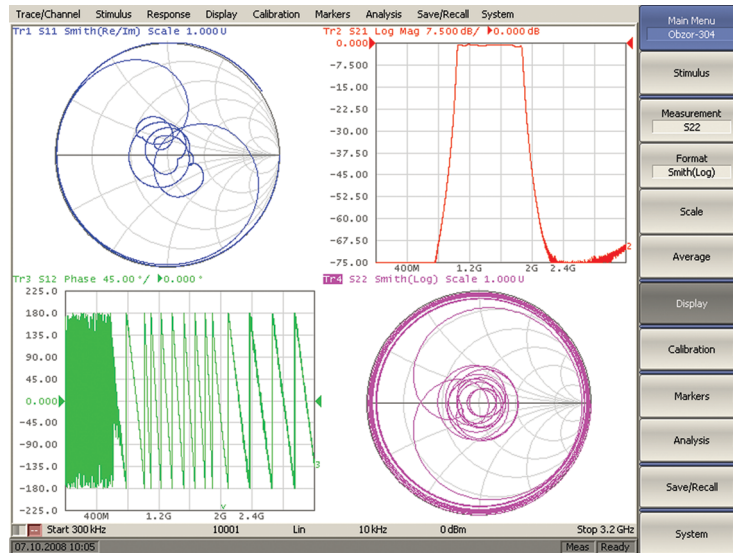 Trace/Channel Stimulus Response Display Calibration Markers Analysis Save/Recall System
Main Menu
Obzor-304
Stimulus
Measurement
S22
Format
Smith(Log)
Scale
Average
Display
Calibration
Markers
Analysis
Save/Recall
System
Tr1 S11 Smith(Re/Im) Scale 1.000U
Tr2 S21 Log Mag 7.500dB/ 0.000dB
0.000
-7.500
-15.00
-22.50
-30.00
-37.50
-45.00
-52.50
-60.00
-67.50
-75.00
400M 1.2G 2G 2.4G
2
Tr3 S12 Phase 45.00°/ 0.000°
225.0
180.0
135.0
90.00
45.00
0.000
-45.00
-90.00
-135.0
-180.0
-225.0
400M 1.2G 2G 2.4G
3
Tr4 S22 Smith(Log) Scale 1.000U
Start 300 kHz 10001 Lin 10 kHz 0 dBm Stop 3.2 GHz
07.10.2008 10:05 Meas Ready